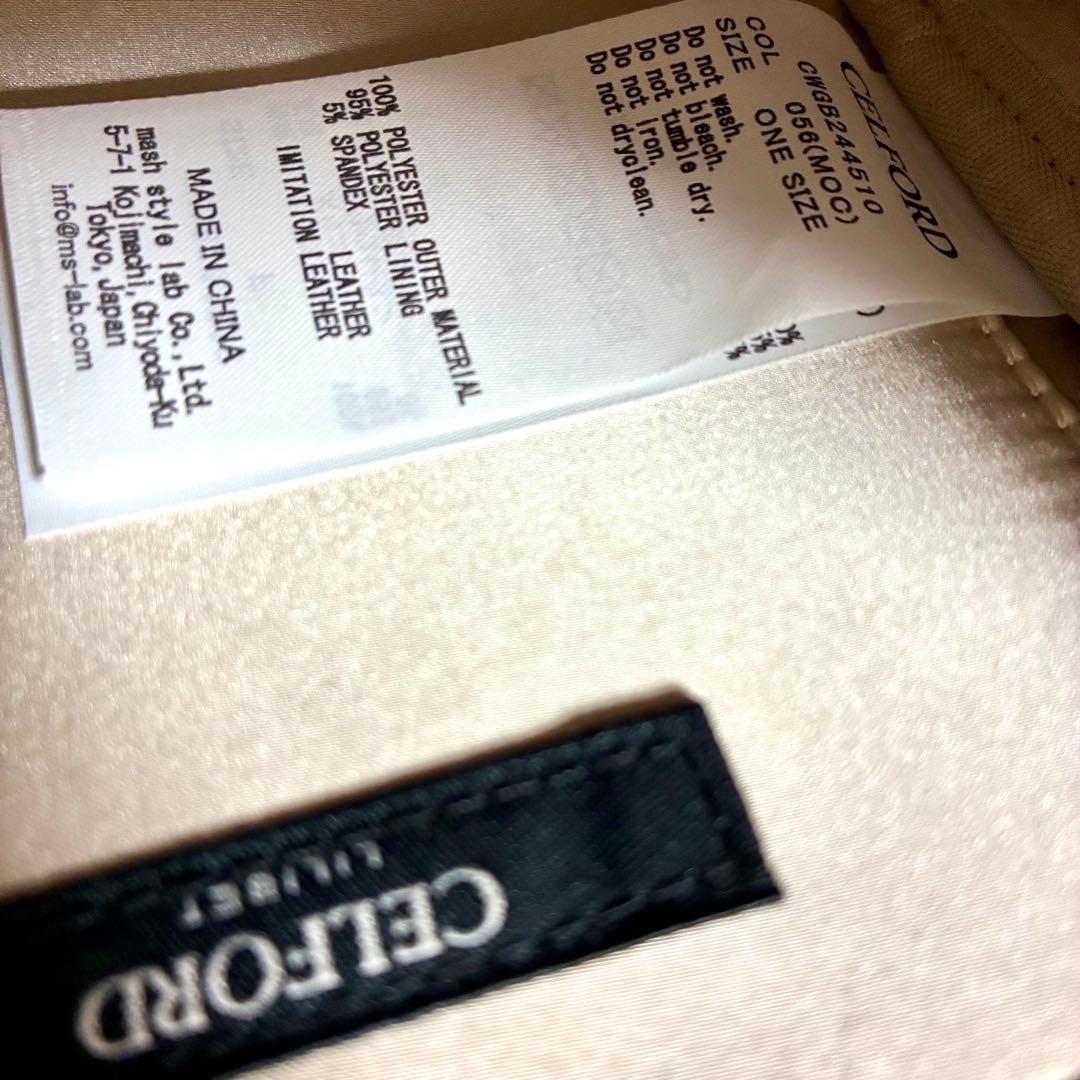 CELFORD
CWGB244510
COL 056(MOC)
SIZE ONE SIZE
Do not wash.
Do not bleach.
Do not tumble dry.
Do not iron.
Do not dryclean.
100% POLYESTER OUTER MATERIAL
95% POLYESTER LINING
5% SPANDEX
LEATHER
IMITATION LEATHER
MADE IN CHINA
mash style lab Co.,Ltd.
5-7-1 Kojimachi,Chiyoda-Ku
Tokyo,Japan
info@ms-lab.com
CELFORD